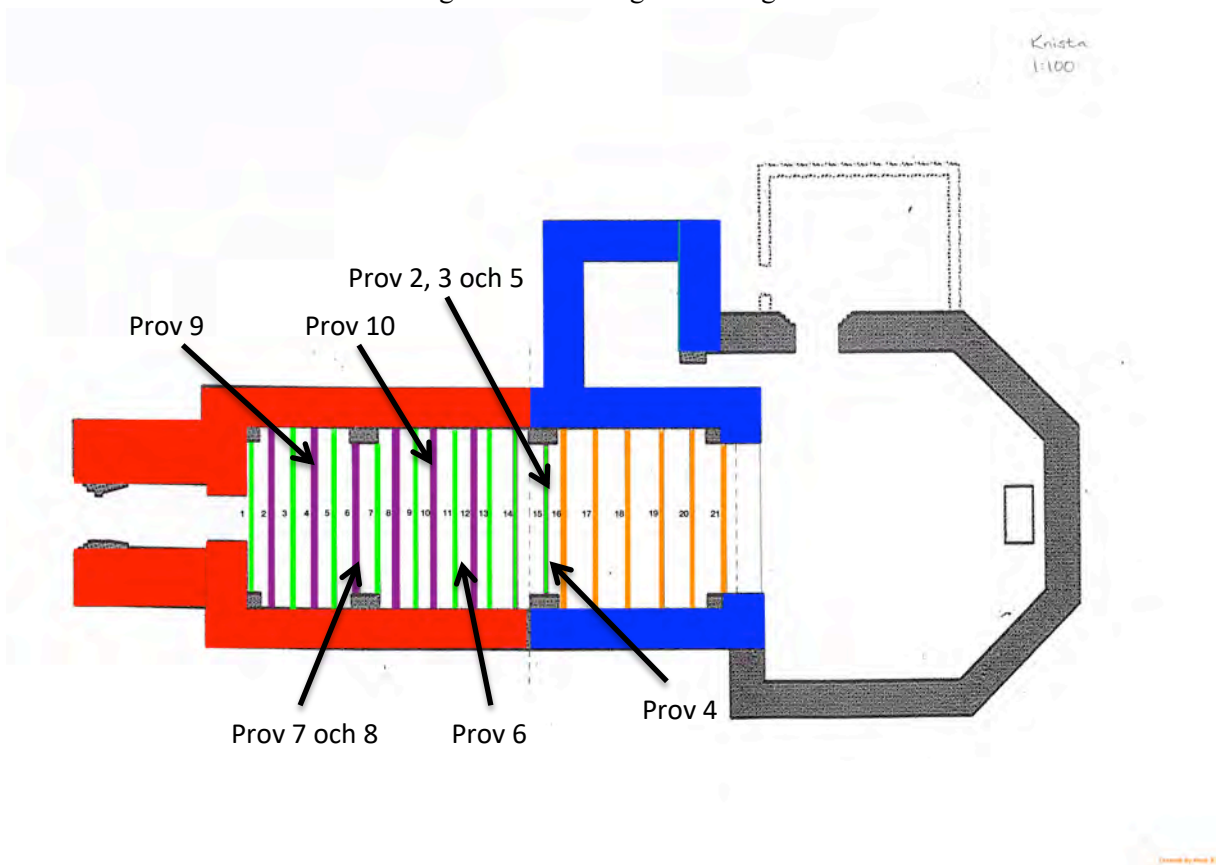 Knista
1:100
Prov 2, 3 och 5
Prov 9
Prov 10
1 2 3 4 5 6 7 8 9 10 11 12 13 14 15 16 17 18 19 20 21
Prov 4
Prov 7 och 8
Prov 6